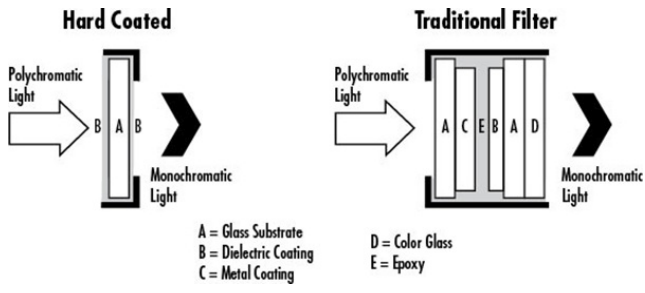 Hard Coated
Traditional Filter
Polychromatic
Light
B
A
B
Monochromatic
Light
Polychromatic
Light
A
C
E
B
A
D
Monochromatic
Light
A = Glass Substrate
B = Dielectric Coating
C = Metal Coating
D = Color Glass
E = Epoxy